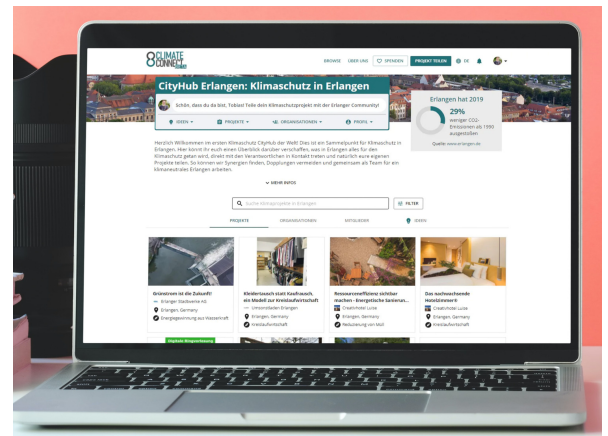 CLIMATE
CONNECT
BROWSE ÜBER UNS SPENDEN PROJEKT TEILEN DE
CityHub Erlangen: Klimaschutz in
Erlangen
Schön, dass du da bist, Tobias! Teile dein Klimaschutzprojekt mit der Erlanger Community!
IDEEN PROJEKTE ORGANISATIONEN PROFIL
Erlangen hat 2019
29%
weniger CO2-
Emissionen als 1990
ausgestoßen
Quelle: www.erlangen.de
Herzlich Willkommen im ersten Klimaschutz CityHub der Welt! Dies ist ein Sammelpunkt für Klimaschutz in
Erlangen. Hier könnt ihr euch einen Überblick darüber verschaffen, was in Erlangen alles für den
Klimaschutz getan wird, direkt mit den Verantwortlichen in Kontakt treten und natürlich eure eigenen
Projekte teilen. So können wir Synergien finden, Dopplungen vermeiden und gemeinsam als Team für ein
klimaneutrales Erlangen arbeiten.
MEHR INFOS
Suche Klimaprojekte in Erlangen
FILTER
PROJEKTE ORGANISATIONEN MITGLIEDER IDEEN
Grünstrom ist die Zukunft!
Erlanger Stadtwerke AG
Erlangen, Germany
Energiegewinnung aus Wasserkraft
Kleidertausch statt Kaufrausch,
ein Modell zur Kreislaufwirtschaft
Umsonstladen Erlangen
Erlangen, Germany
Kreislaufwirtschaft
Ressourceneffizienz sichtbar
machen - Energetische Sanierun...
Creativhotel Luise
Erlangen, Germany
Reduzierung von Müll
Das nachwachsende
Hotelzimmer®
Creativhotel Luise
Erlangen, Germany
Kreislaufwirtschaft